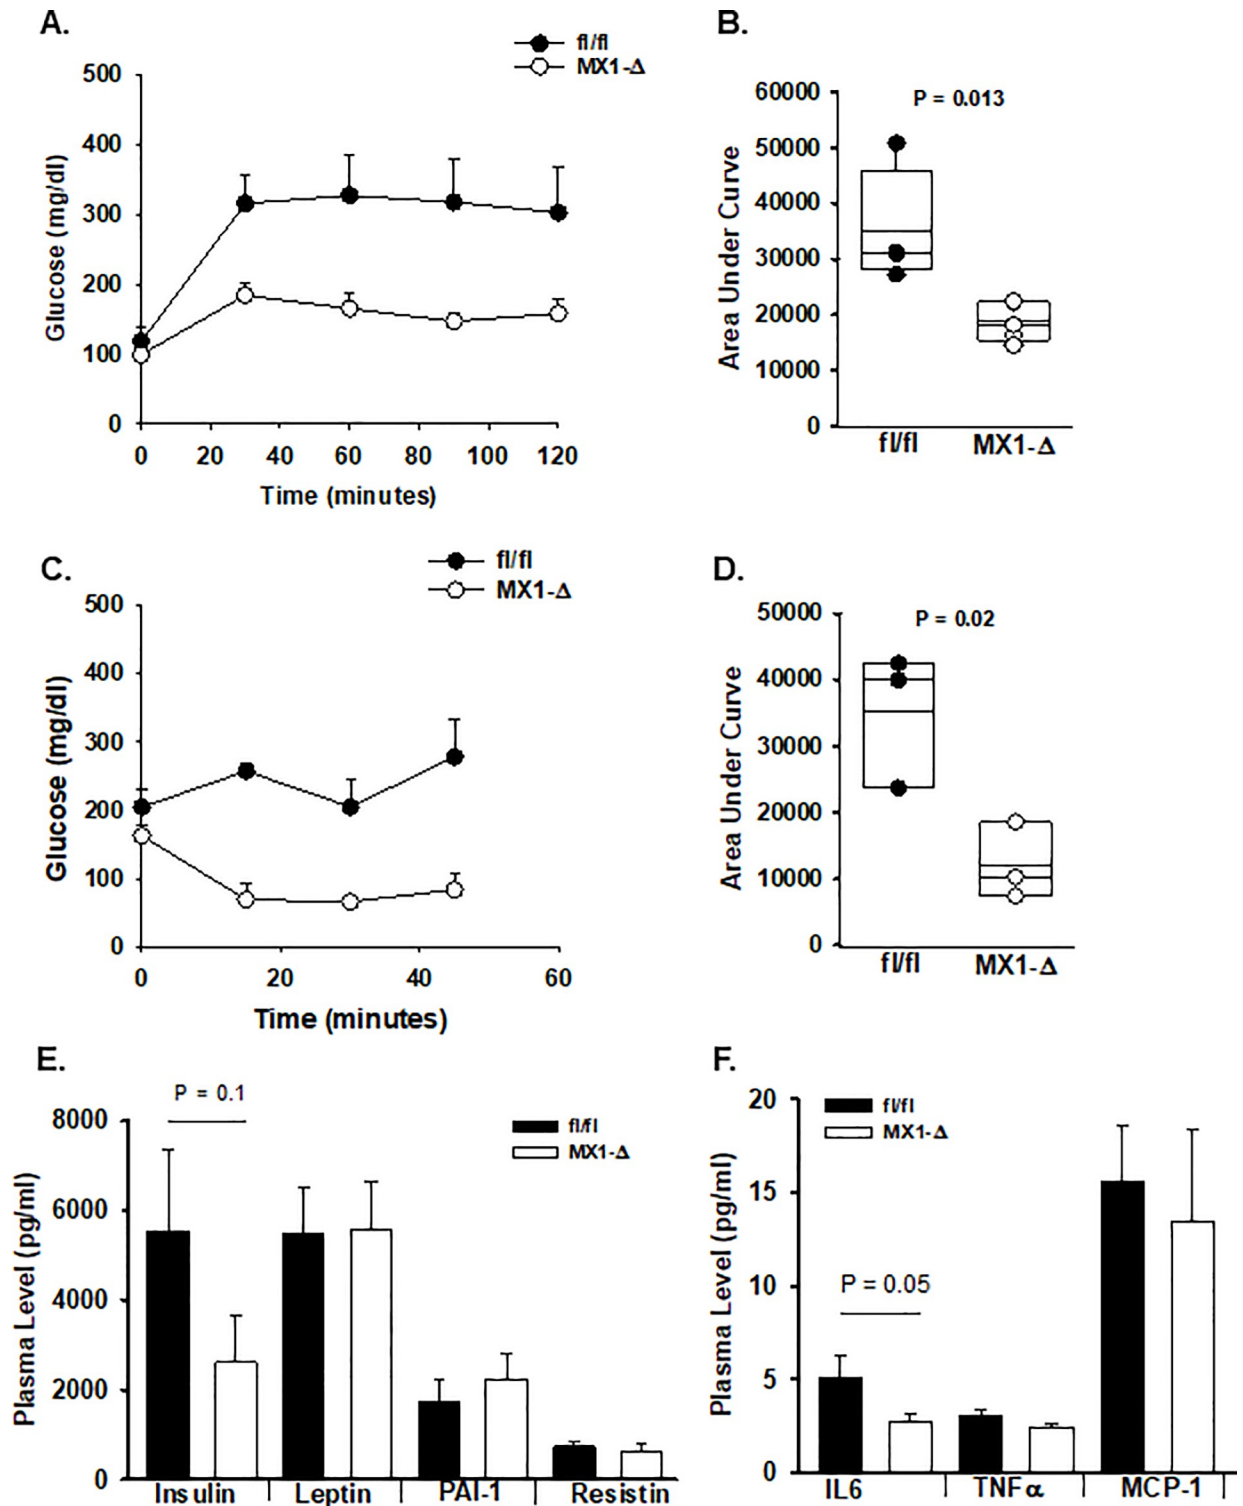 A.
fl/fl
MX1-Δ
500
400
300
200
100
0
Glucose (mg/dl)
0 20 40 60 80 100 120
Time (minutes)
B.
P = 0.013
60000
50000
40000
30000
20000
10000
0
Area Under Curve
fl/fl MX1-Δ
C.
fl/fl
MX1-Δ
500
400
300
200
100
0
Glucose (mg/dl)
0 20 40 60
Time (minutes)
D.
P = 0.02
50000
40000
30000
20000
10000
0
Area Under Curve
fl/fl MX1-Δ
E.
P = 0.1
fl/fl
MX1-Δ
8000
6000
4000
2000
0
Plasma Level (pg/ml)
Insulin Leptin PAI-1 Resistin
F.
fl/fl
MX1-Δ
20
15
10
5
0
P = 0.05
Plasma Level (pg/ml)
IL6 TNFα MCP-1